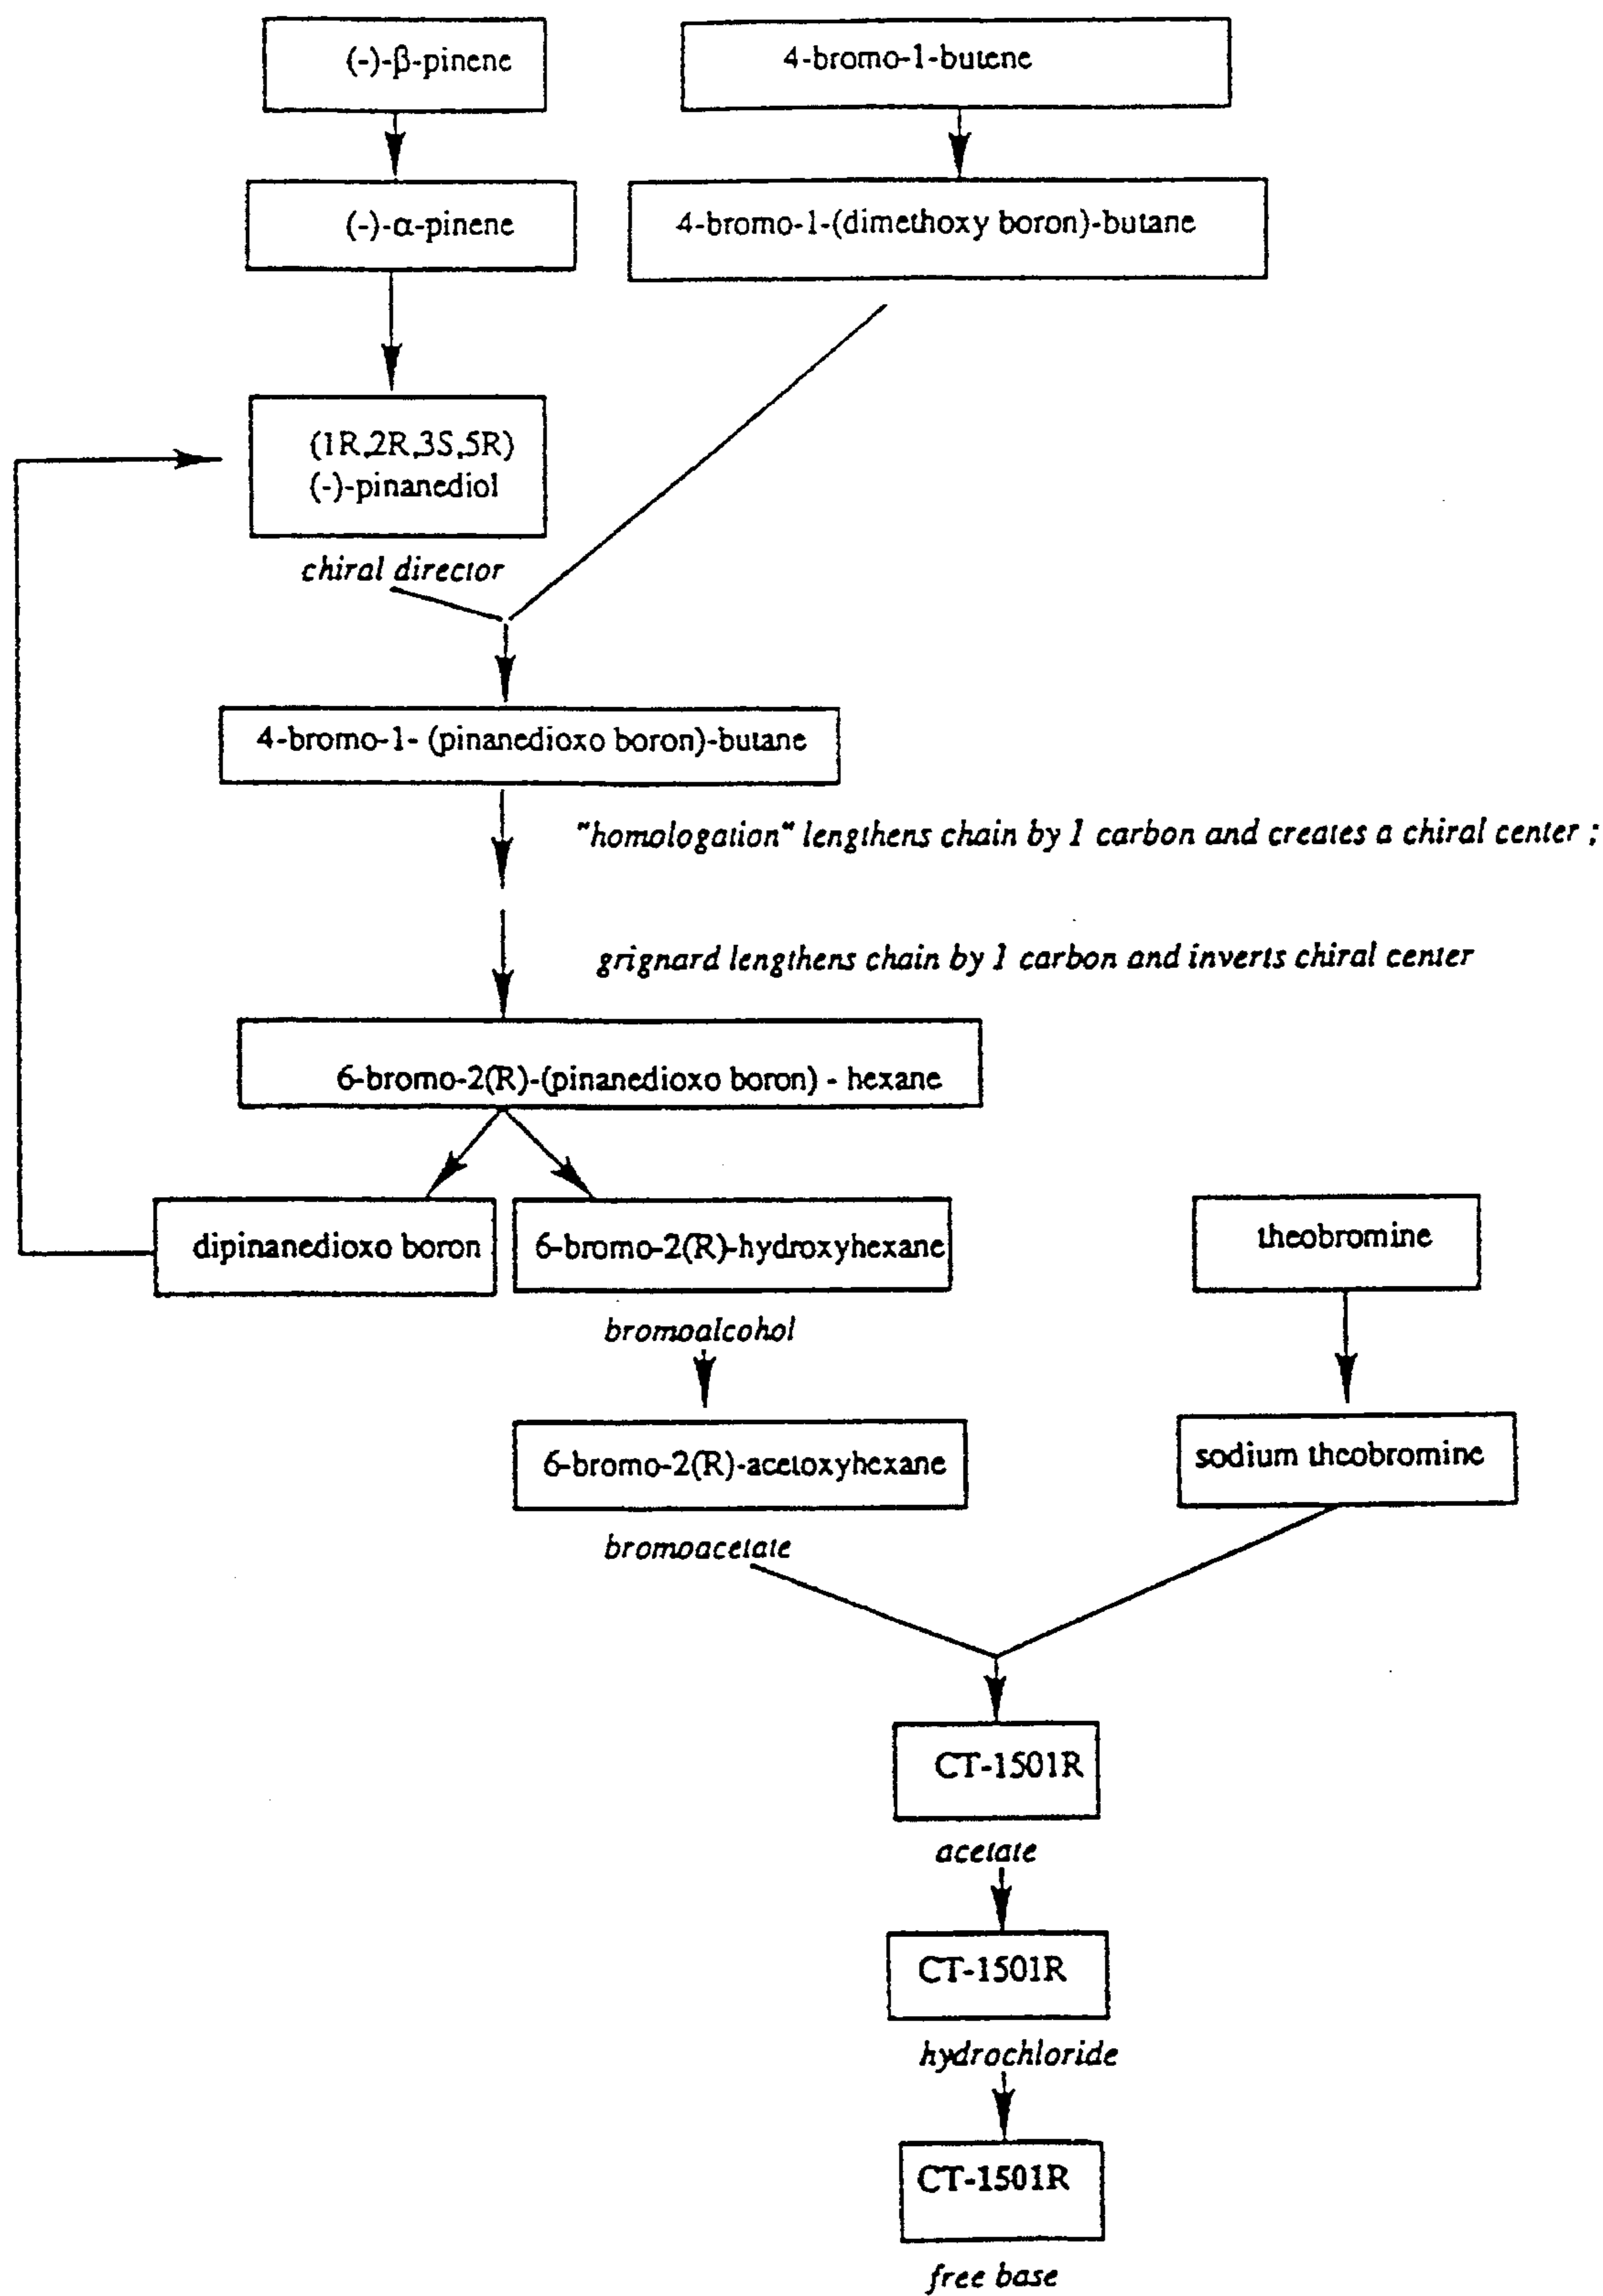 (-)-β-pinene
4-bromo-1-butene
(-)-α-pinene
4-bromo-1-(dimethoxy boron)-butane
(1R,2R,3S,5R)
(-)-pinanediol
chiral director
4-bromo-1- (pinanedioxo boron)-butane
"homologation" lengthens chain by 1 carbon and creates a chiral center ;
grignard lengthens chain by 1 carbon and inverts chiral center
6-bromo-2(R)-(pinanedioxo boron) - hexane
dipinanedioxo boron
6-bromo-2(R)-hydroxyhexane
theobromine
bromoalcohol
6-bromo-2(R)-acetoxyhexane
sodium theobromine
bromoacetate
CT-1501R
acetate
CT-1501R
hydrochloride
CT-1501R
free base